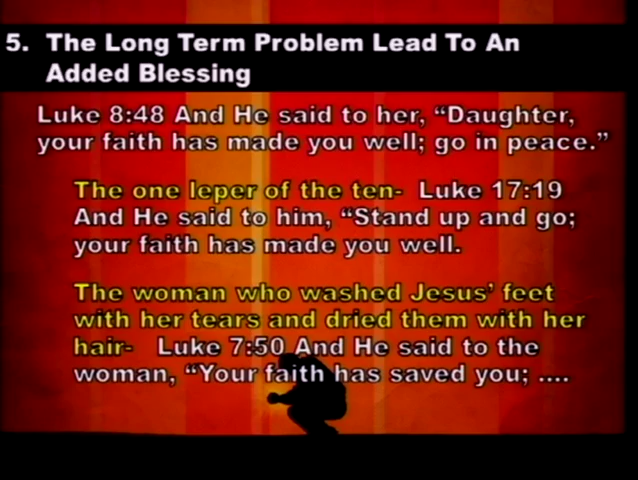 5. The Long Term Problem Lead To An
Added Blessing
Luke 8:48 And He said to her, “Daughter,
your faith has made you well; go in peace.”
The one leper of the ten- Luke 17:19
And He said to him, “Stand up and go;
your faith has made you well.
The woman who washed Jesus’ feet
with her tears and dried them with her
hair- Luke 7:50 And He said to the
woman, “Your faith has saved you; ....